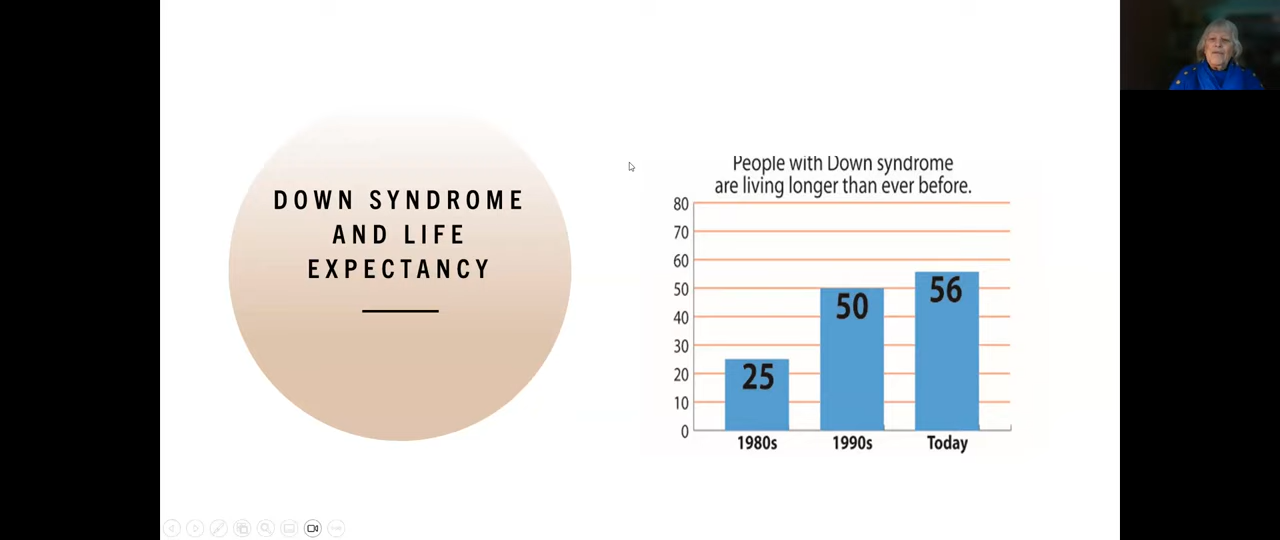 DOWN SYNDROME
AND LIFE
EXPECTANCY
People with Down syndrome
are living longer than ever before.
80
70
60
50
40
30
20
10
0
25
50
56
1980s
1990s
Today